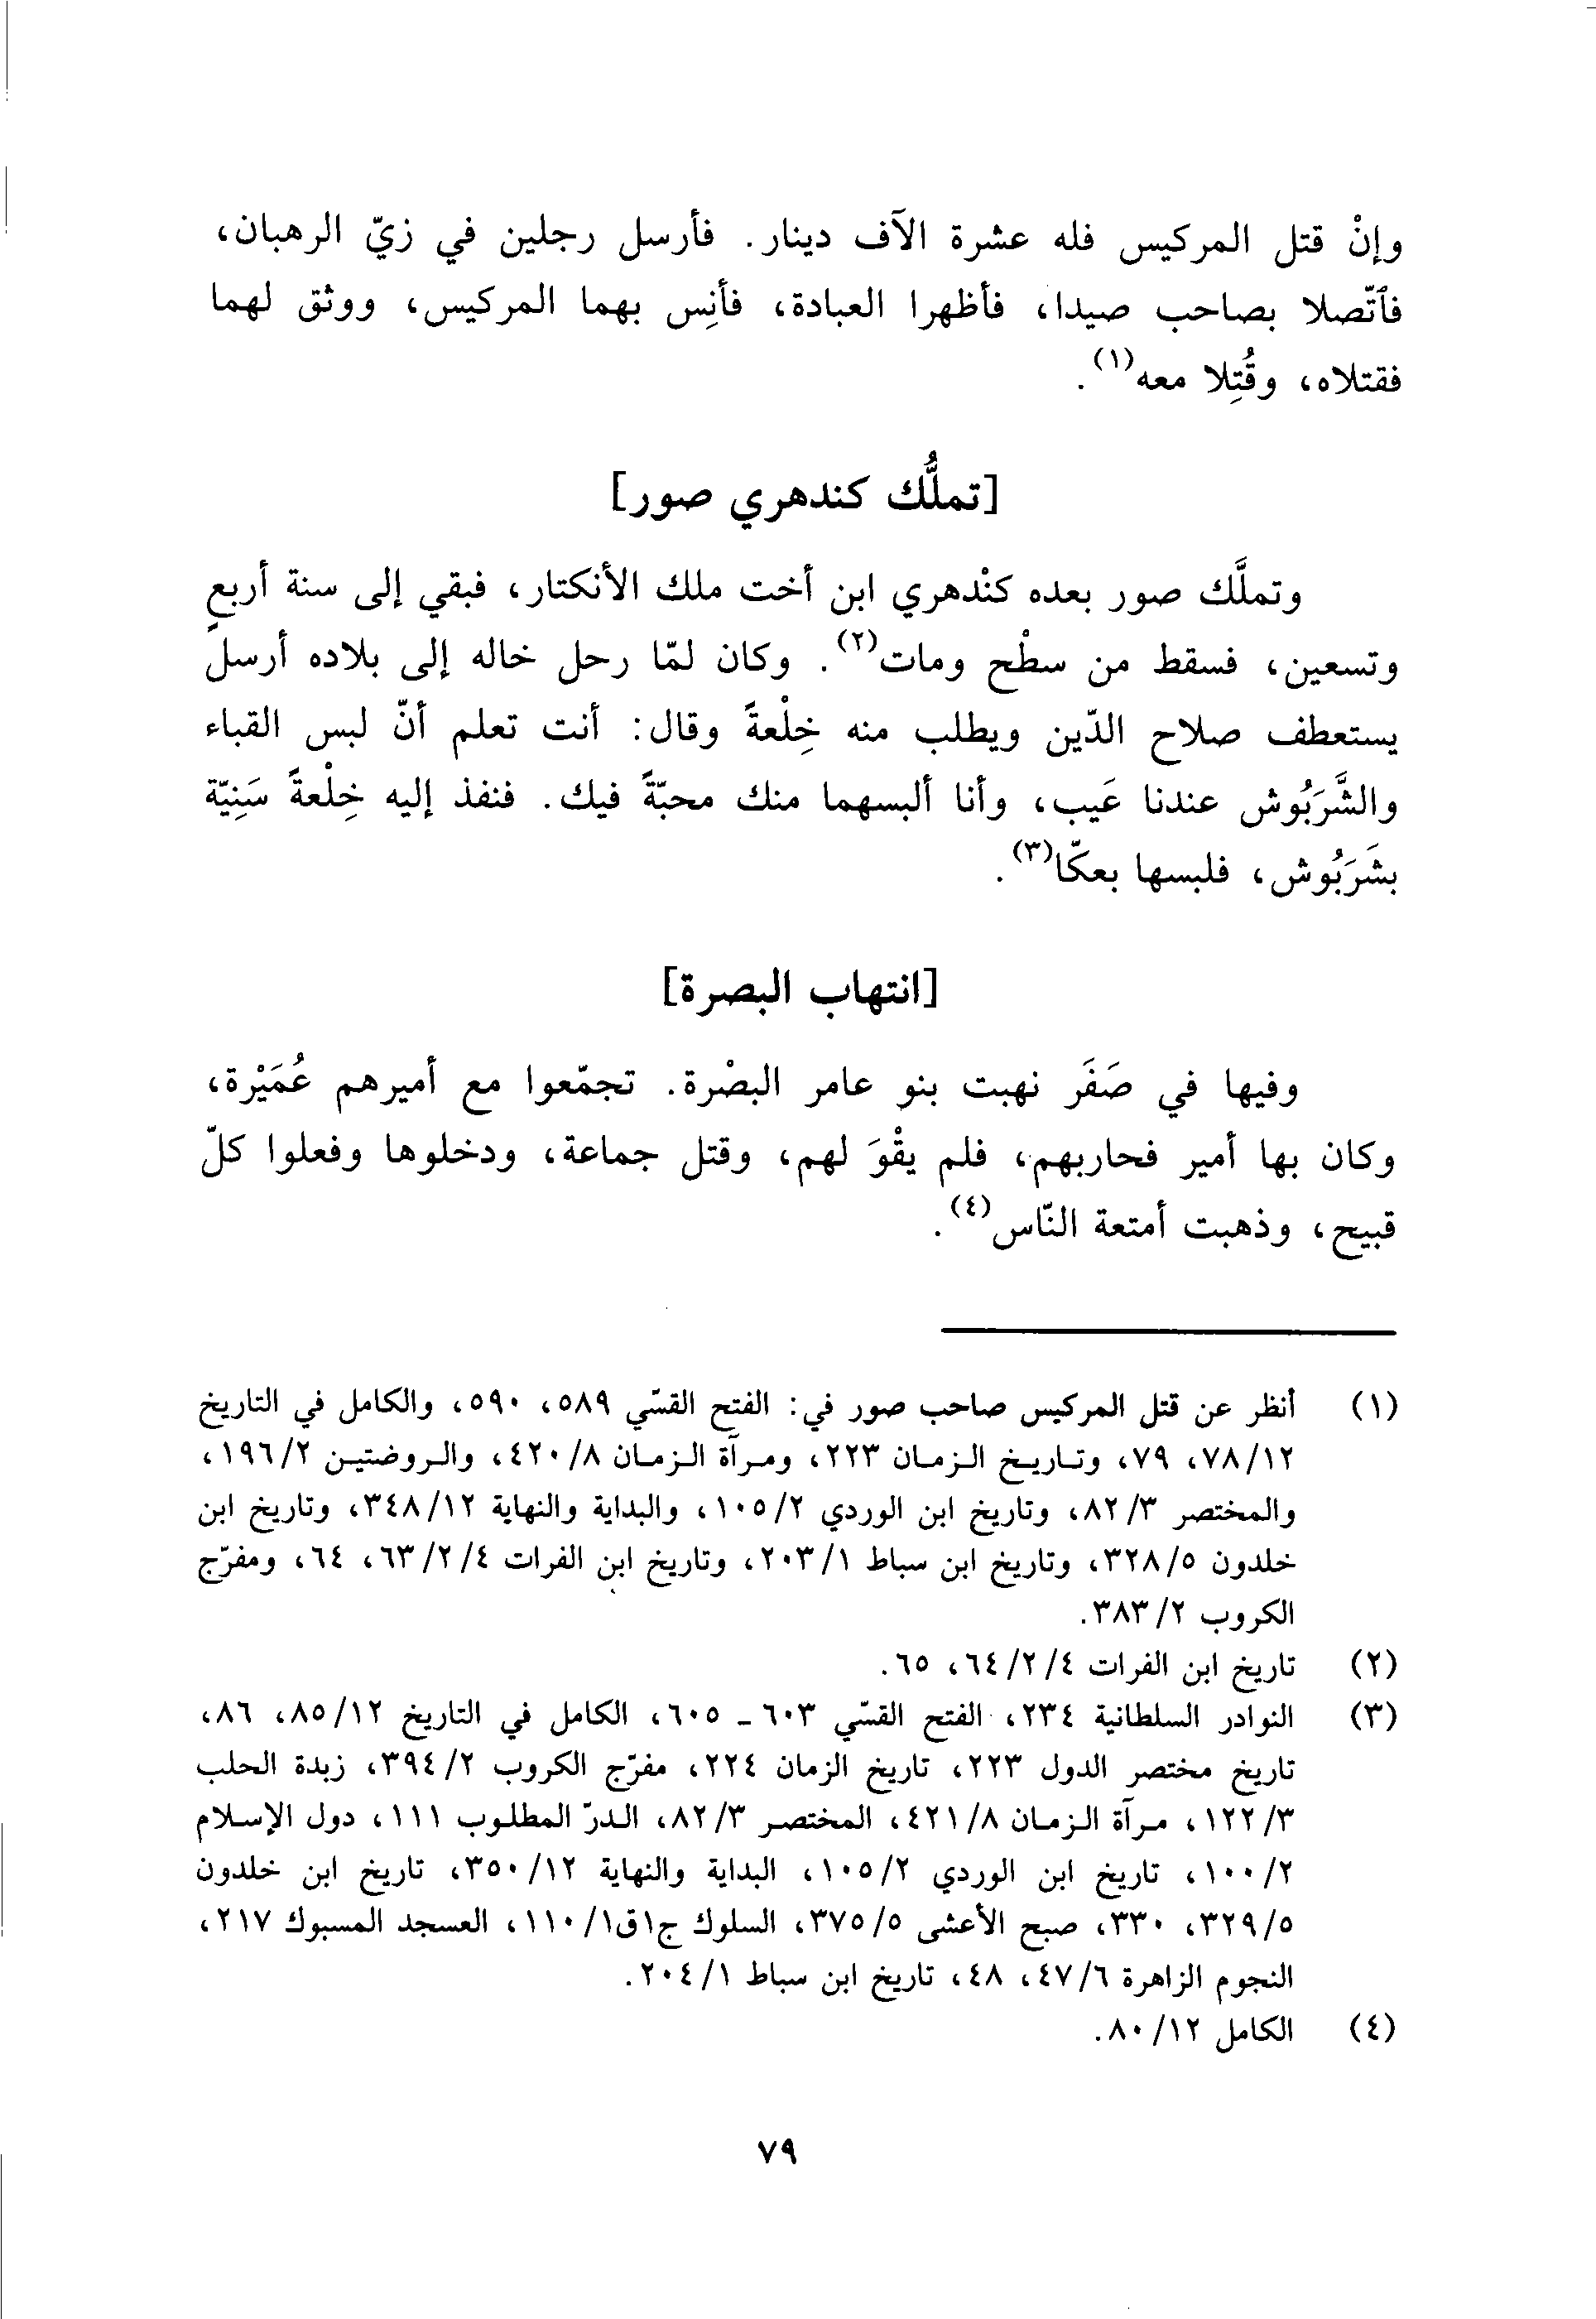 وإنْ قتل المركيس فله عشرة الآف دينار. فأرسل رجلين في زيّ الرهبان،
فٱتّصلا بصاحب صيدا، فأظهرا العبادة، فأنِس بهما المركيس، ووثق لهما
فقتلاه، وقُتِلا معه(١).
[تملُّك كندهري صور]
وتملَّك صور بعده كنْدهري ابن أخت ملك الأنكتار، فبقي إلى سنة أربعٍ
وتسعين، فسقط من سطْح ومات(٢). وكان لمّا رحل خاله إلى بلاده أرسل
يستعطف صلاح الدّين ويطلب منه خِلْعةً وقال: أنت تعلم أنّ لبس القباء
والشَّرَبُوش عندنا عَيب، وأنا ألبسهما منك محبّةً فيك. فنفذ إليه خِلْعةً سَنِيّة
بشَرَبُوش، فلبسها بعكّا(٣).
[انتهاب البصرة]
وفيها في صَفَر نهبت بنو عامر البصْرة. تجمّعوا مع أميرهم عُمَيْرة،
وكان بها أمير فحاربهم، فلم يقْوَ لهم، وقتل جماعة، ودخلوها وفعلوا كلّ
قبيح، وذهبت أمتعة النّاس(٤).
(١) أنظر عن قتل المركيس صاحب صور في: الفتح القسّي ٥٨٩، ٥٩٠، والكامل في التاريخ
١٢/٧٨، ٧٩، وتاريخ الزمان ٢٢٣، ومرآة الزمان ٨/٤٢٠، والروضتين ٢/١٩٦،
والمختصر ٣/٨٢، وتاريخ ابن الوردي ٢/١٠٥، والبداية والنهاية ١٢/٣٤٨، وتاريخ ابن
خلدون ٥/٣٢٨، وتاريخ ابن سباط ١/٢٠٣، وتاريخ ابن الفرات ٤/٢/٦٣، ٦٤، ومفرّج
الكروب ٢/٣٨٣.
(٢) تاريخ ابن الفرات ٤/٢/٦٤، ٦٥.
(٣) النوادر السلطانية ٢٣٤، الفتح القسّي ٦٠٣ ـ ٦٠٥، الكامل في التاريخ ١٢/٨٥، ٨٦،
تاريخ مختصر الدول ٢٢٣، تاريخ الزمان ٢٢٤، مفرّج الكروب ٢/٣٩٤، زبدة الحلب
٣/١٢٢، مرآة الزمان ٨/٤٢١، المختصر ٣/٨٢، الدرّ المطلوب ١١١، دول الإسلام
٢/١٠٠، تاريخ ابن الوردي ٢/١٠٥، البداية والنهاية ١٢/٣٥٠، تاريخ ابن خلدون
٥/٣٢٩، ٣٣٠، صبح الأعشى ٥/٣٧٥، السلوك ج١ق١/١١٠، العسجد المسبوك ٢١٧،
النجوم الزاهرة ٦/٤٧، ٤٨، تاريخ ابن سباط ١/٢٠٤.
(٤) الكامل ١٢/٨٠.
٧٩